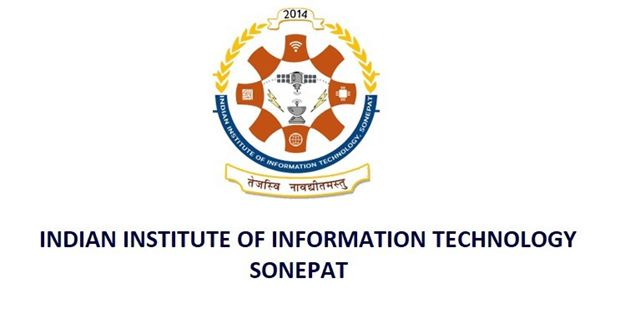 2014
INDIAN INSTITUTE OF INFORMATION TECHNOLOGY, SONEPAT
तेजस्वि नावधीतमस्तु
INDIAN INSTITUTE OF INFORMATION TECHNOLOGY
SONEPAT